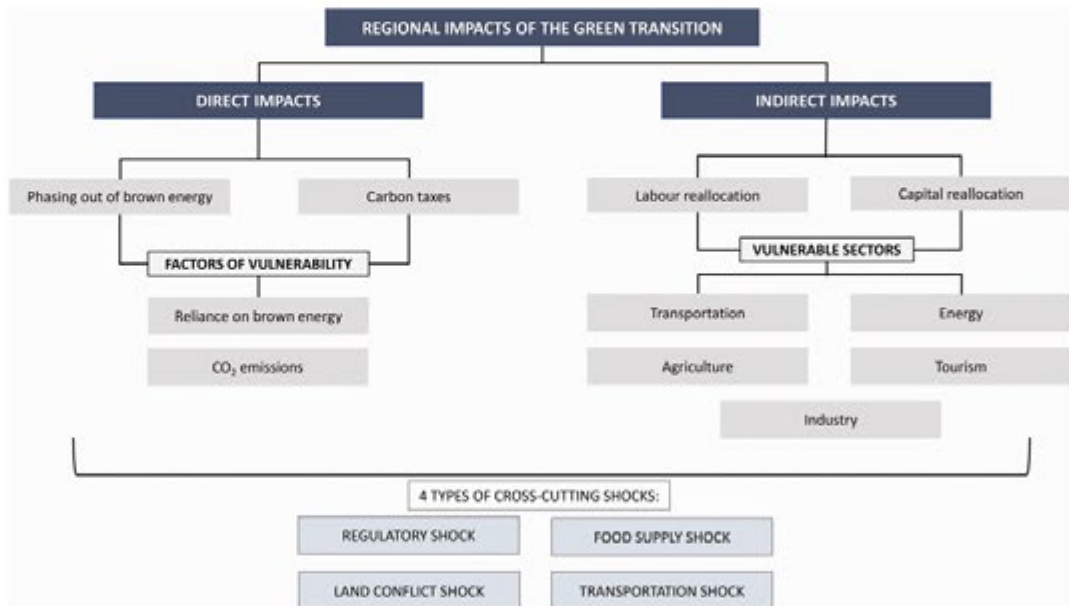 REGIONAL IMPACTS OF THE GREEN TRANSITION
DIRECT IMPACTS
INDIRECT IMPACTS
Phasing out of brown energy
Carbon taxes
Labour reallocation
Capital reallocation
FACTORS OF VULNERABILITY
VULNERABLE SECTORS
Reliance on brown energy
Transportation
Energy
CO₂ emissions
Agriculture
Tourism
Industry
4 TYPES OF CROSS-CUTTING SHOCKS:
REGULATORY SHOCK
FOOD SUPPLY SHOCK
LAND CONFLICT SHOCK
TRANSPORTATION SHOCK